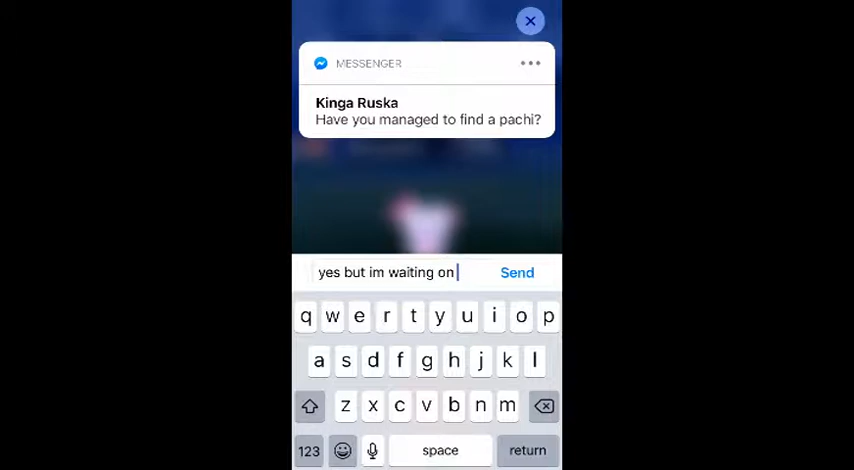 MESSENGER
Kinga Ruska
Have you managed to find a pachi?
yes but im waiting on
Send
q w e r t y u i o p
a s d f g h j k l
z x c v b n m
123 space return